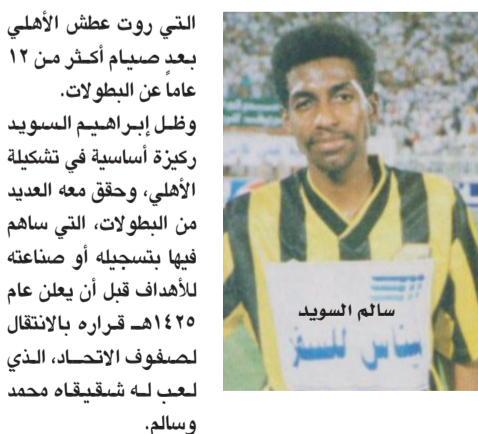 التي روت عطش الأهلي
بعد صيام أكثر من ١٢
عاماً عن البطولات.
وظل إبراهيم السويد
ركيزة أساسية في تشكيلة
الأهلي، وحقق معه العديد
من البطولات، التي ساهم
فيها بتسجيله أو صناعته
للأهداف قبل أن يعلن عام
١٤٢٥هـ قراره بالانتقال
لصفوف الاتحاد، الذي
لعب له شقيقاه محمد
وسالم.
سالم السويد
للسفر